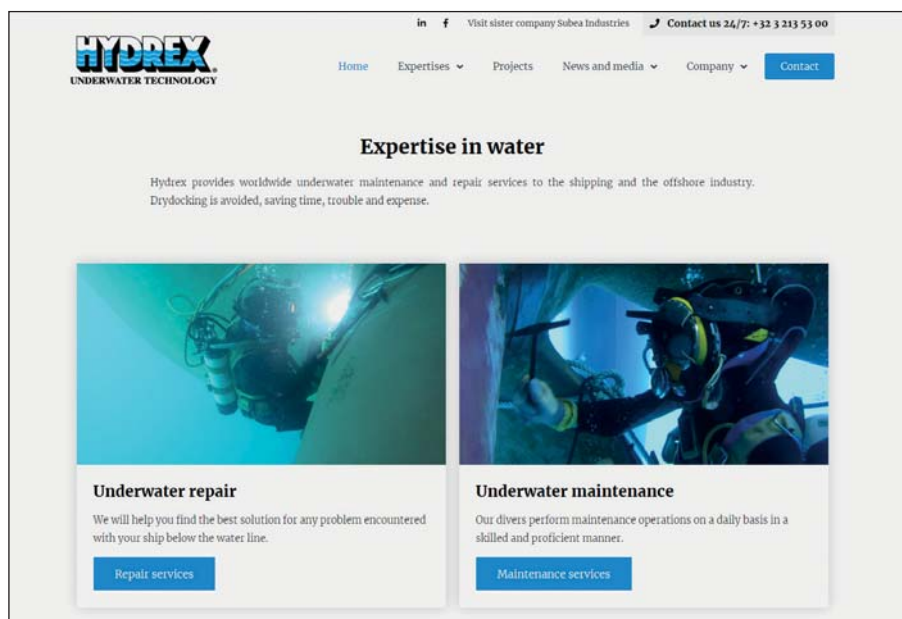 in f Visit sister company Subea Industries Contact us 24/7: +32 3 213 53 00
HYDREX
UNDERWATER TECHNOLOGY
Home Expertises Projects News and media Company Contact
Expertise in water
Hydrex provides worldwide underwater maintenance and repair services to the shipping and the offshore industry.
Drydocking is avoided, saving time, trouble and expense.
Underwater repair
We will help you find the best solution for any problem encountered
with your ship below the water line.
Repair services
Underwater maintenance
Our divers perform maintenance operations on a daily basis in a
skilled and proficient manner.
Maintenance services